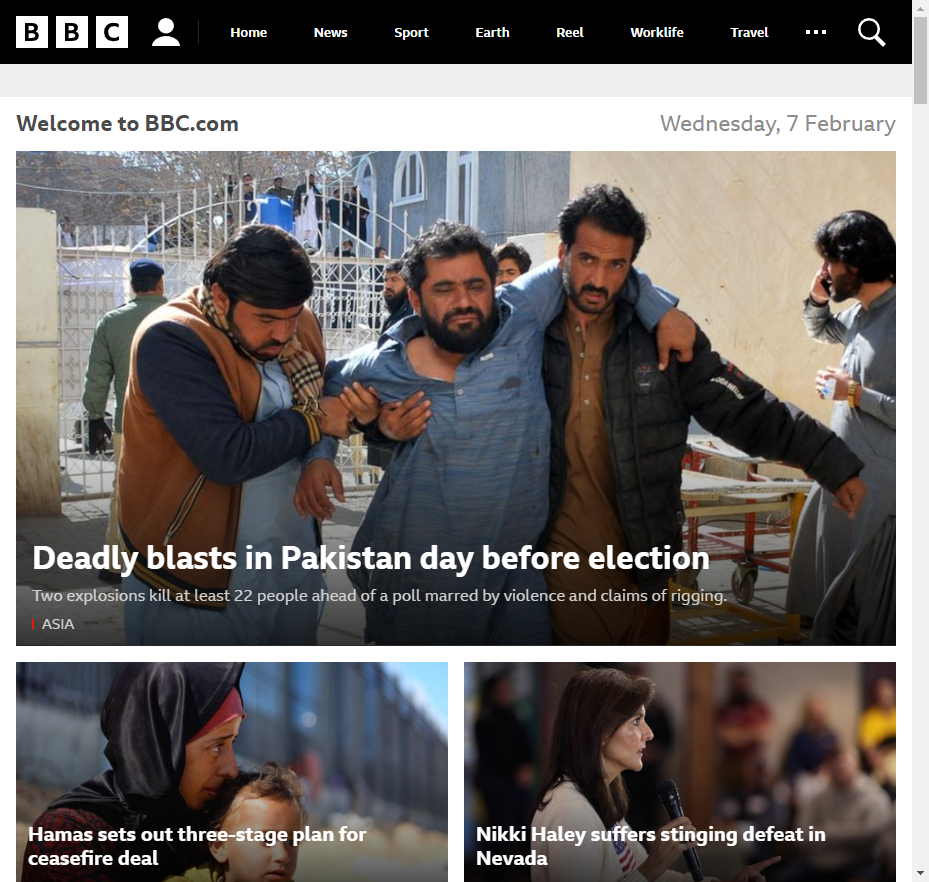 BBC
Home
News
Sport
Earth
Reel
Worklife
Travel
Welcome to BBC.com
Wednesday, 7 February
Deadly blasts in Pakistan day before election
Two explosions kill at least 22 people ahead of a poll marred by violence and claims of rigging.
ASIA
Hamas sets out three-stage plan for
ceasefire deal
Nikki Haley suffers stinging defeat in
Nevada